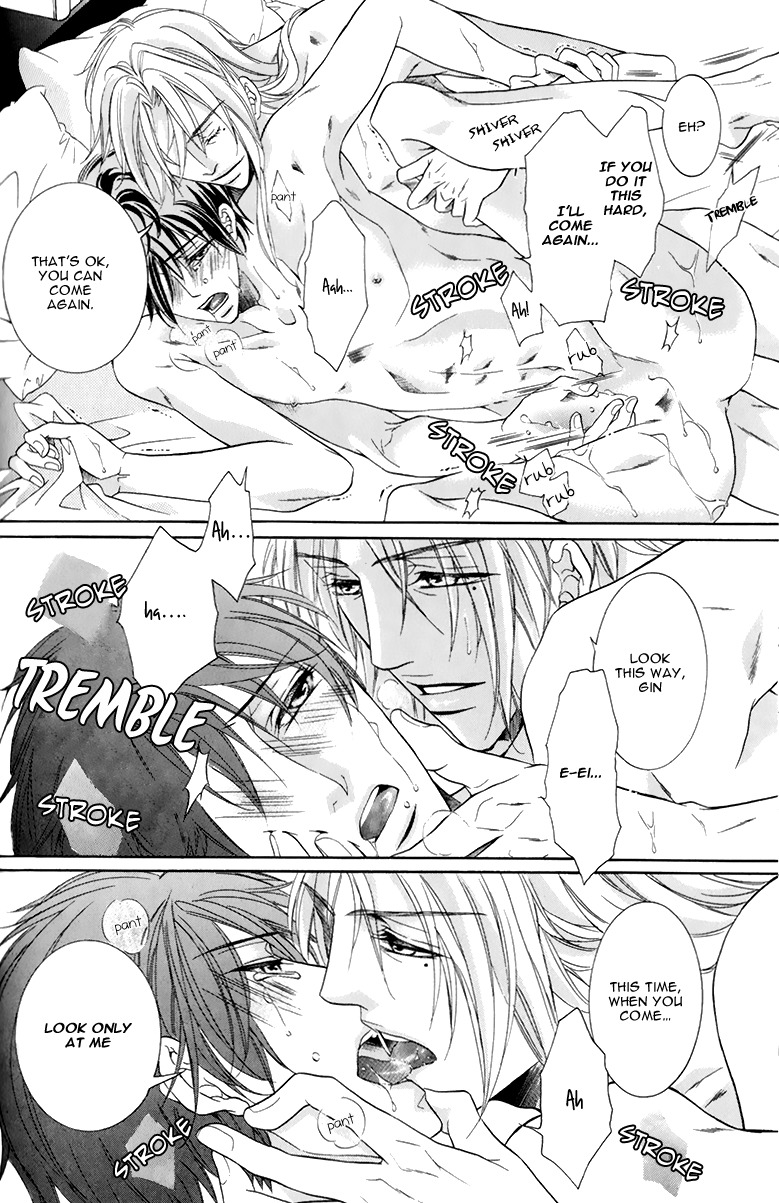 EH?
IF YOU
DO IT
THIS
HARD,
I'LL
COME
AGAIN...
SHIVER
SHIVER
TREMBLE
pant
Aah...
THAT'S OK,
YOU CAN
COME
AGAIN.
STROKE
STROKE
Ah!
pant
pant
rub
STROKE
rub
rub
Ah...
ha....
STROKE
TREMBLE
STROKE
LOOK
THIS WAY,
GIN
E-EI...
pant
THIS TIME,
WHEN YOU
COME...
LOOK ONLY
AT ME
Ah
pant
STROKE
STROKE